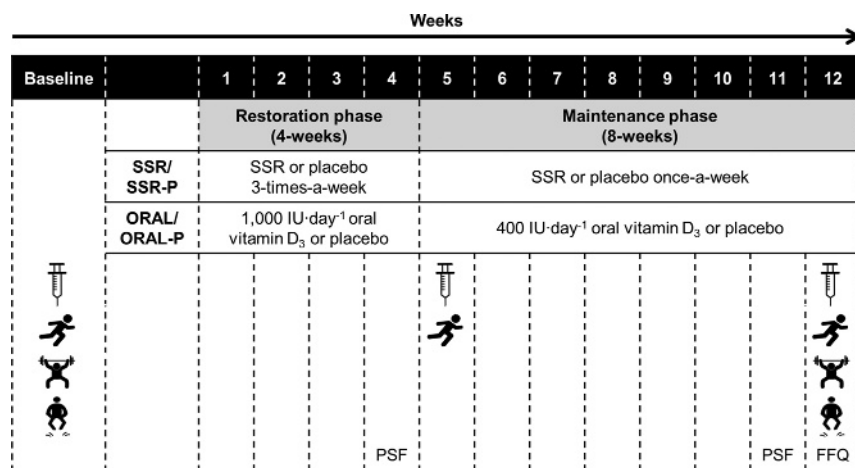 Weeks
Baseline 1 2 3 4 5 6 7 8 9 10 11 12
Restoration phase
(4-weeks)
Maintenance phase
(8-weeks)
SSR/
SSR-P
SSR or placebo
3-times-a-week
SSR or placebo once-a-week
ORAL/
ORAL-P
1,000 IU·day⁻¹ oral
vitamin D₃ or placebo
400 IU·day⁻¹ oral vitamin D₃ or placebo
PSF PSF FFQ